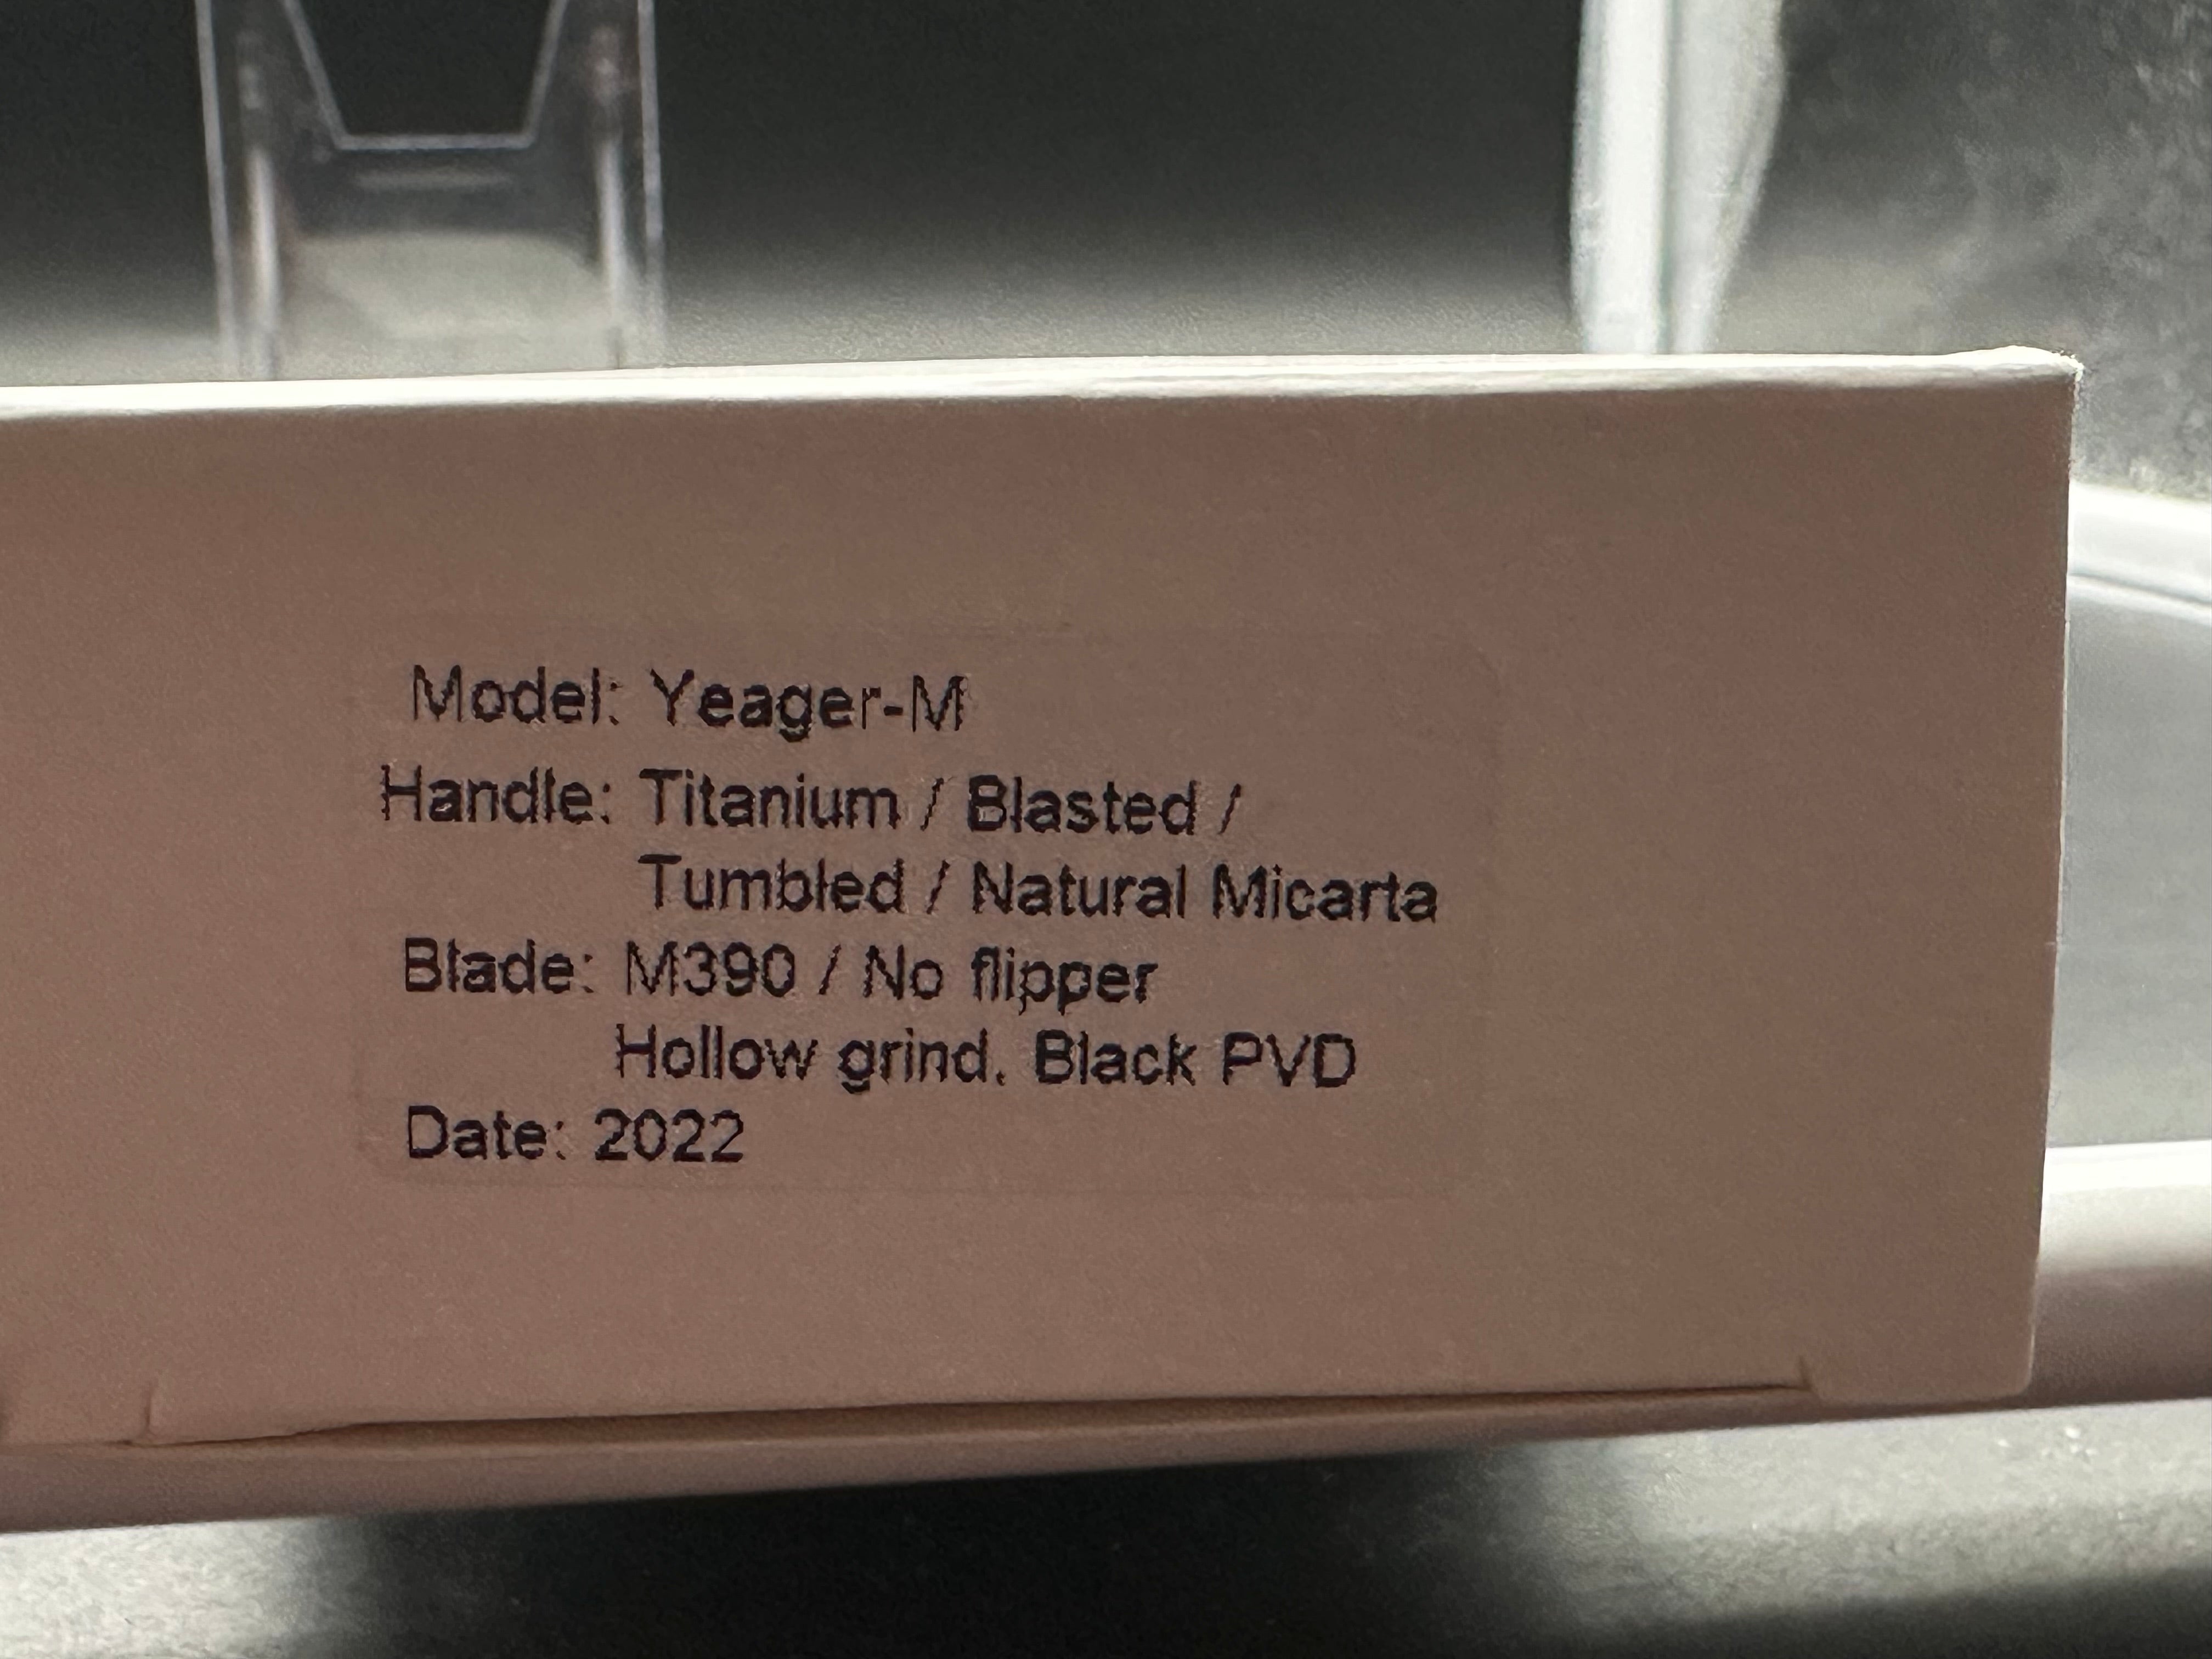 Model: Yeager-M
Handle: Titanium / Blasted /
Tumbled / Natural Micarta
Blade: M390 / No flipper
Hollow grind. Black PVD
Date: 2022